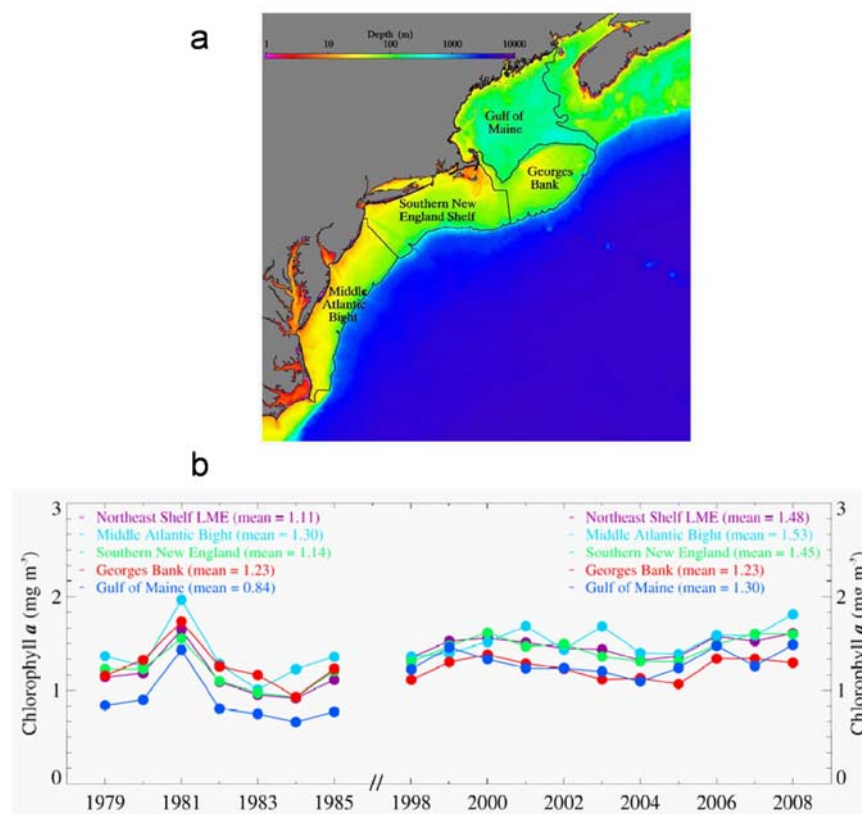 a
Depth (m)
1 10 100 1000 10000
Gulf of
Maine
Georges
Bank
Southern New
England Shelf
Middle
Atlantic
Bight
b
3 3
Northeast Shelf LME (mean = 1.11) Northeast Shelf LME (mean = 1.48)
Middle Atlantic Bight (mean = 1.30) Middle Atlantic Bight (mean = 1.53)
Southern New England (mean = 1.14) Southern New England (mean = 1.45)
Georges Bank (mean = 1.23) Georges Bank (mean = 1.23)
Gulf of Maine (mean = 0.84) Gulf of Maine (mean = 1.30)
2 2
1 1
0 0
Chlorophyll a (mg m⁻³)
Chlorophyll a (mg m⁻³)
1979 1981 1983 1985 // 1998 2000 2002 2004 2006 2008